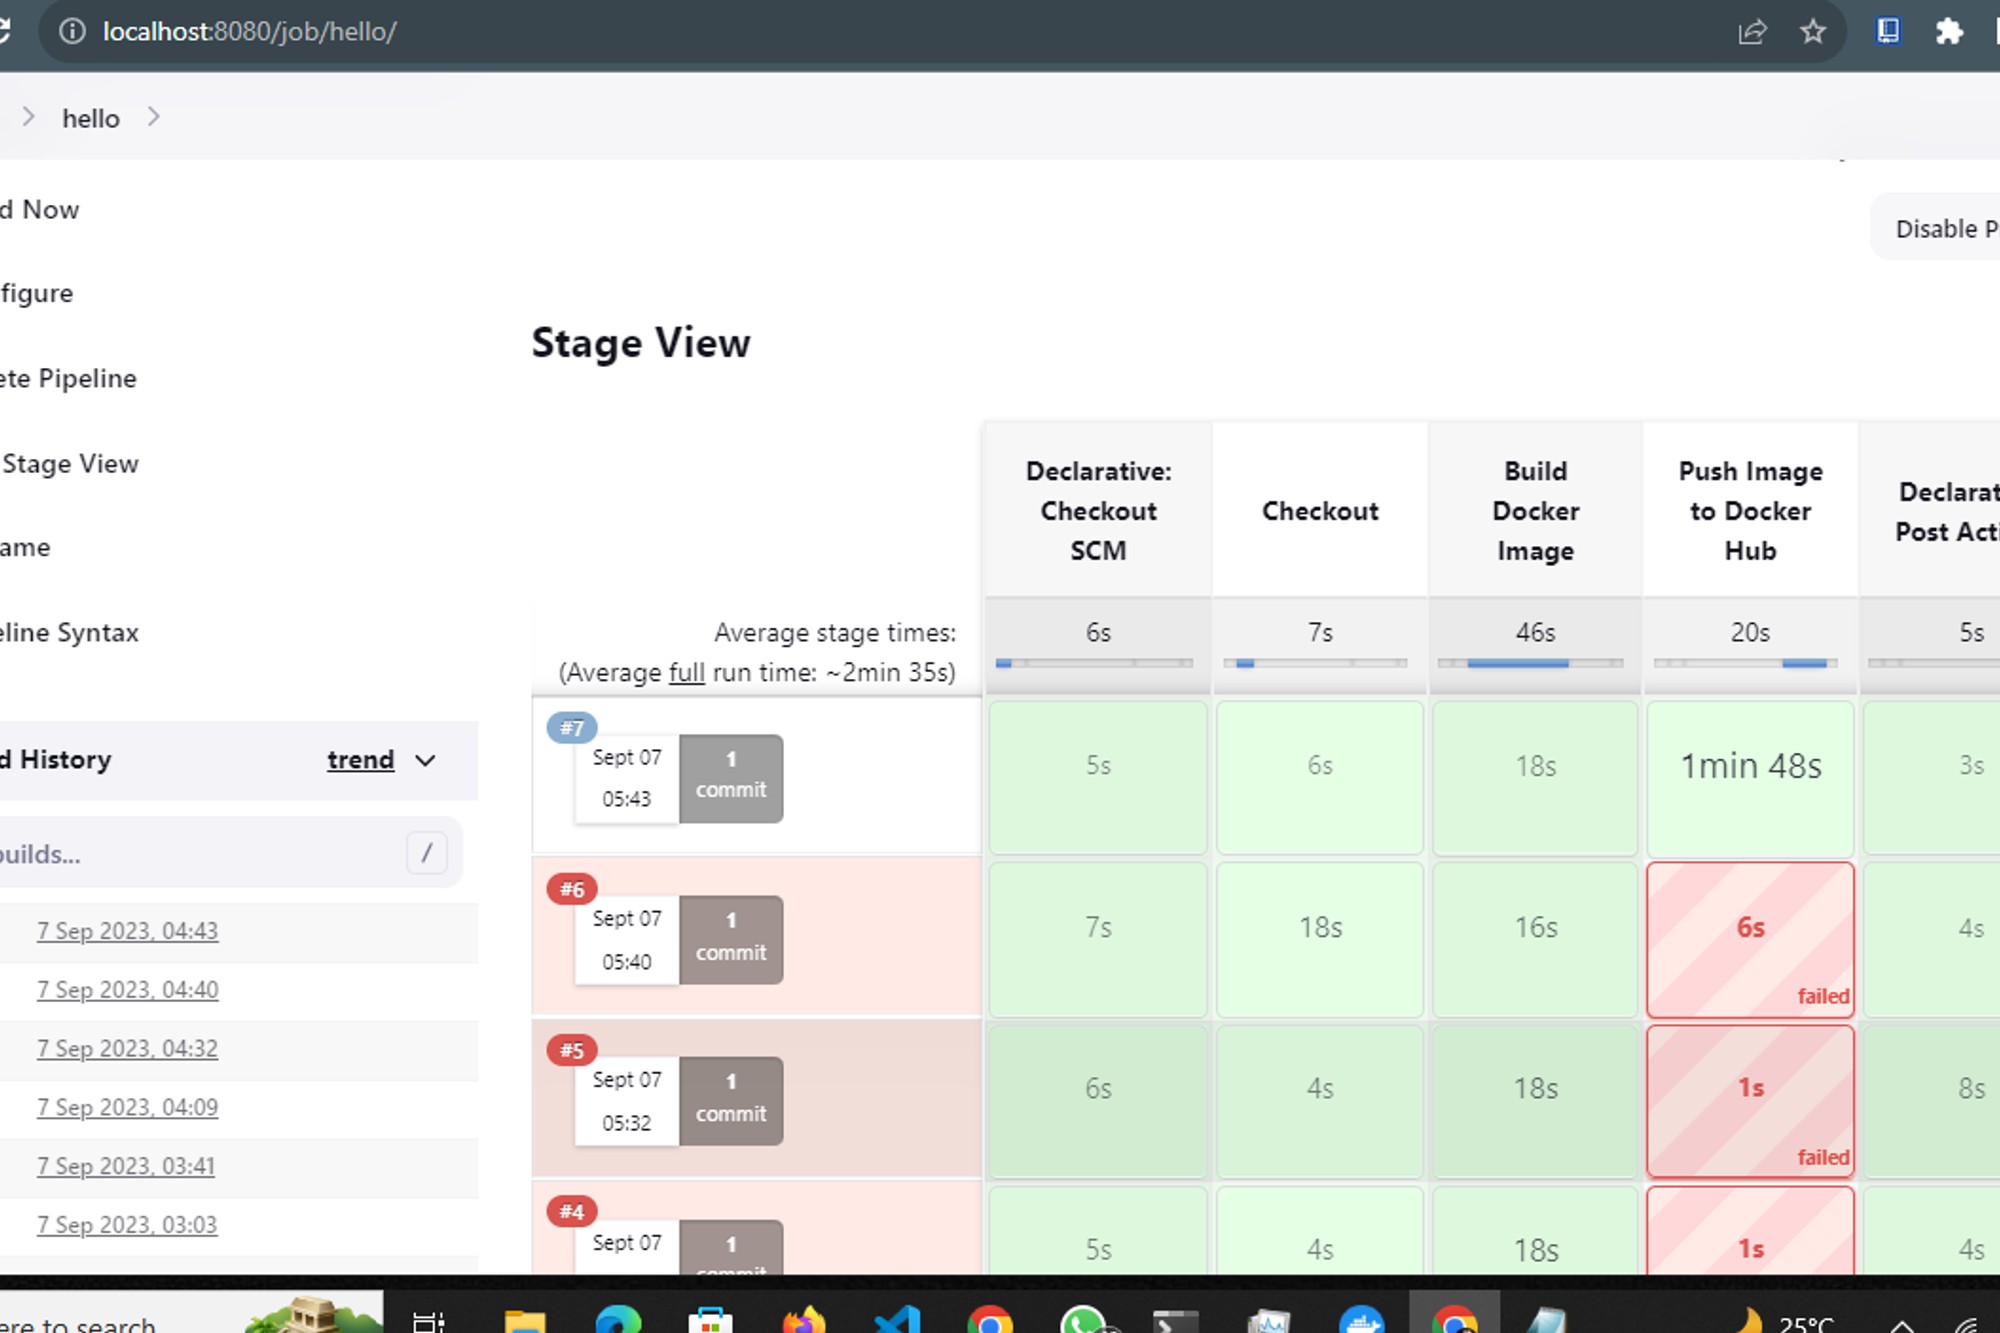 localhost:8080/job/hello/
hello
d Now
figure
ete Pipeline
Stage View
ame
eline Syntax
d History
trend
builds...
/
7 Sep 2023, 04:43
7 Sep 2023, 04:40
7 Sep 2023, 04:32
7 Sep 2023, 04:09
7 Sep 2023, 03:41
7 Sep 2023, 03:03
Disable P
Stage View
Declarative:
Checkout
SCM
Checkout
Build
Docker
Image
Push Image
to Docker
Hub
Declarat
Post Acti
Average stage times:
(Average full run time: ~2min 35s)
6s
7s
46s
20s
5s
#7
Sept 07
05:43
1
commit
5s
6s
18s
1min 48s
3s
#6
Sept 07
05:40
1
commit
7s
18s
16s
6s
failed
4s
#5
Sept 07
05:32
1
commit
6s
4s
18s
1s
failed
8s
#4
Sept 07
1
commit
5s
4s
18s
1s
4s
ere to search
25°C